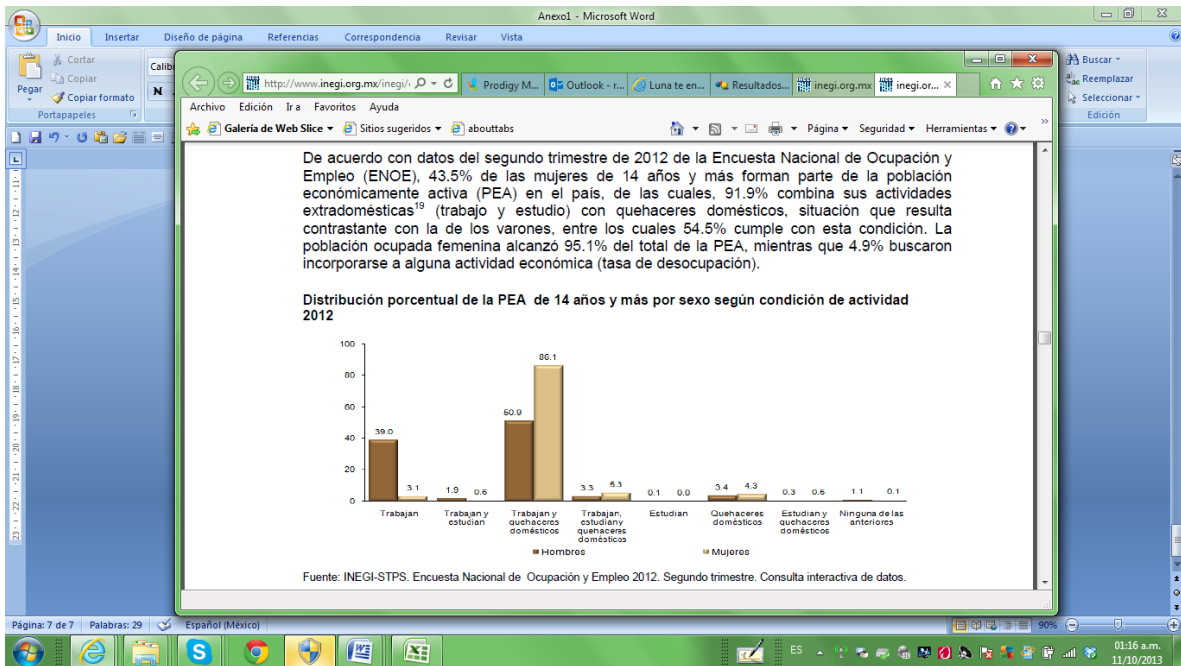 Anexo1 - Microsoft Word
Inicio Insertar Diseño de página Referencias Correspondencia Revisar Vista
Pegar
Cortar
Copiar
Copiar formato
Portapapeles
N
Buscar
Reemplazar
Seleccionar
Edición
http://www.inegi.org.mx/inegi/
Prodigy M... Outlook - r... Luna te en... Resultados... inegi.org.mx inegi.or...
Archivo Edición Ir a Favoritos Ayuda
Galería de Web Slice Sitios sugeridos abouttabs Página Seguridad Herramientas
De acuerdo con datos del segundo trimestre de 2012 de la Encuesta Nacional de Ocupación y
Empleo (ENOE), 43.5% de las mujeres de 14 años y más forman parte de la población
económicamente activa (PEA) en el país, de las cuales, 91.9% combina sus actividades
extradomésticas19 (trabajo y estudio) con quehaceres domésticos, situación que resulta
contrastante con la de los varones, entre los cuales 54.5% cumple con esta condición. La
población ocupada femenina alcanzó 95.1% del total de la PEA, mientras que 4.9% buscaron
incorporarse a alguna actividad económica (tasa de desocupación).
Distribución porcentual de la PEA de 14 años y más por sexo según condición de actividad
2012
100
80
60
40
20
0
39.0 3.1 1.9 0.6 50.9 86.1 3.3 5.3 0.1 0.0 3.4 4.3 0.3 0.6 1.1 0.1
Trabajan
Trabajan y
estudian
Trabajan y
quehaceres
domésticos
Trabajan,
estudian y
quehaceres
domésticos
Estudian
Quehaceres
domésticos
Estudian y
quehaceres
domésticos
Ninguna de las
anteriores
Hombres Mujeres
Fuente: INEGI-STPS. Encuesta Nacional de Ocupación y Empleo 2012. Segundo trimestre. Consulta interactiva de datos.
Página: 7 de 7 Palabras: 29 Español (México) 90%
ES
01:16 a.m.
11/10/2013